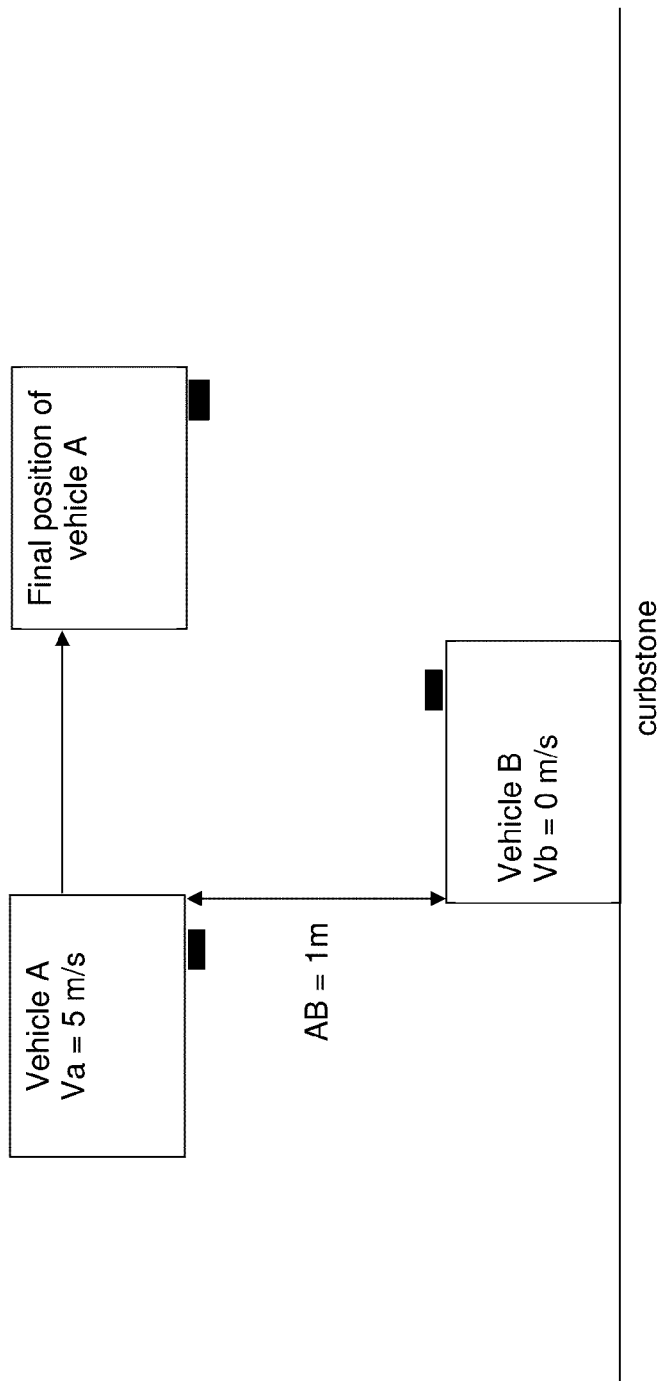 Vehicle A
Va = 5 m/s
Final position of
vehicle A
AB = 1m
Vehicle B
Vb = 0 m/s
curbstone